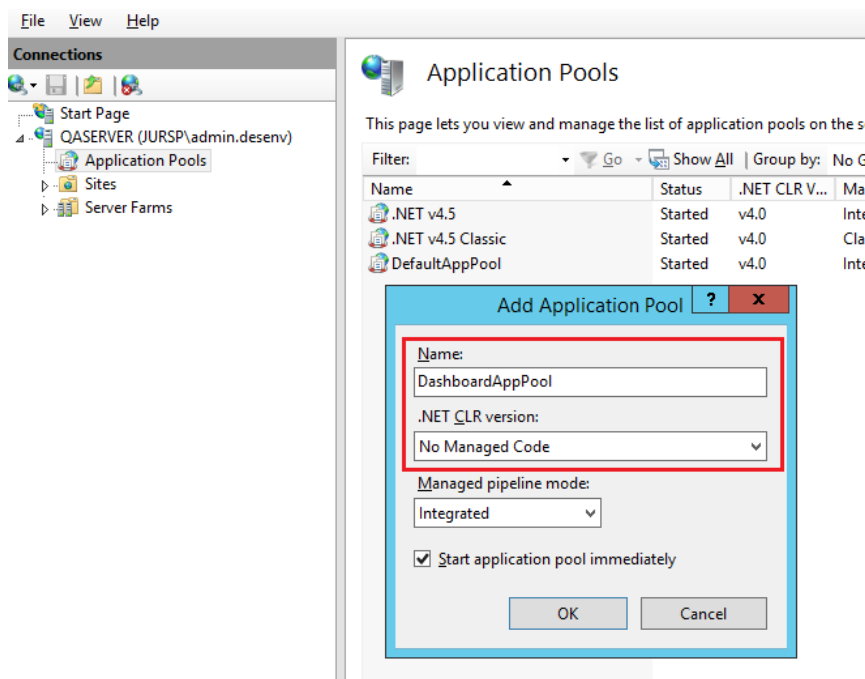 File View Help
Connections
Start Page
QASERVER (JURSP\admin.desenv)
Application Pools
Sites
Server Farms
Application Pools
This page lets you view and manage the list of application pools on the s
Filter: Go Show All Group by: No G
Name Status .NET CLR V... Ma
.NET v4.5 Started v4.0 Inte
.NET v4.5 Classic Started v4.0 Cla
DefaultAppPool Started v4.0 Inte
Add Application Pool ? x
Name:
DashboardAppPool
.NET CLR version:
No Managed Code
Managed pipeline mode:
Integrated
Start application pool immediately
OK Cancel